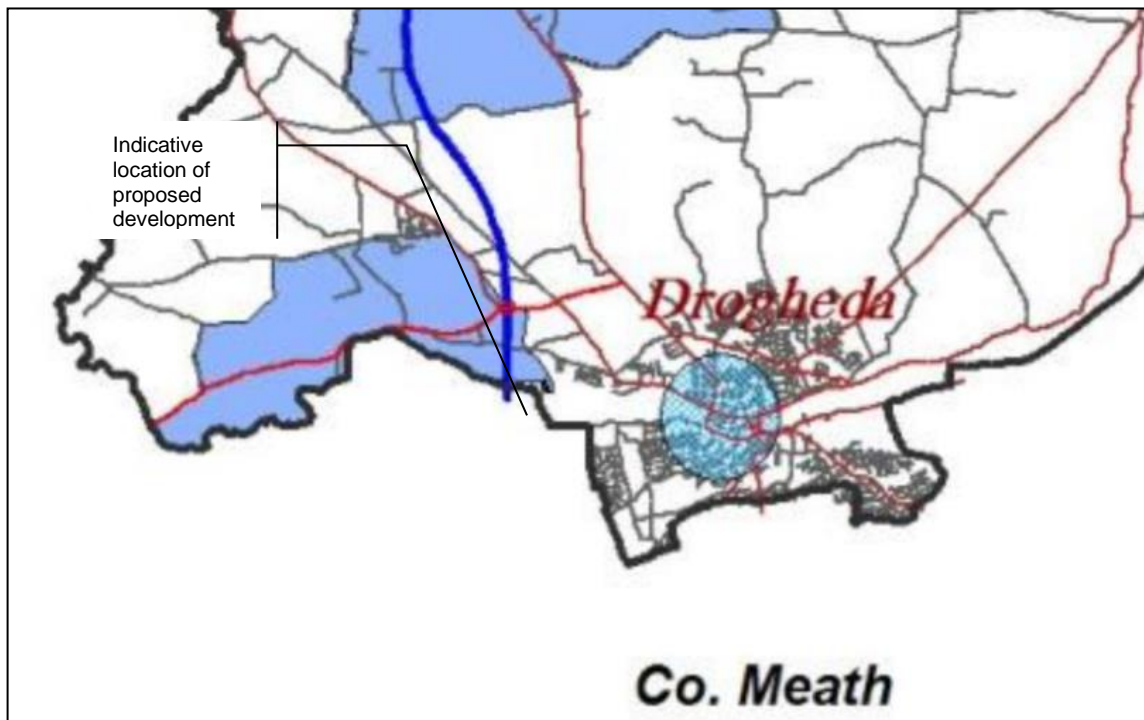 Indicative
location of
proposed
development
Drogheda
Co. Meath